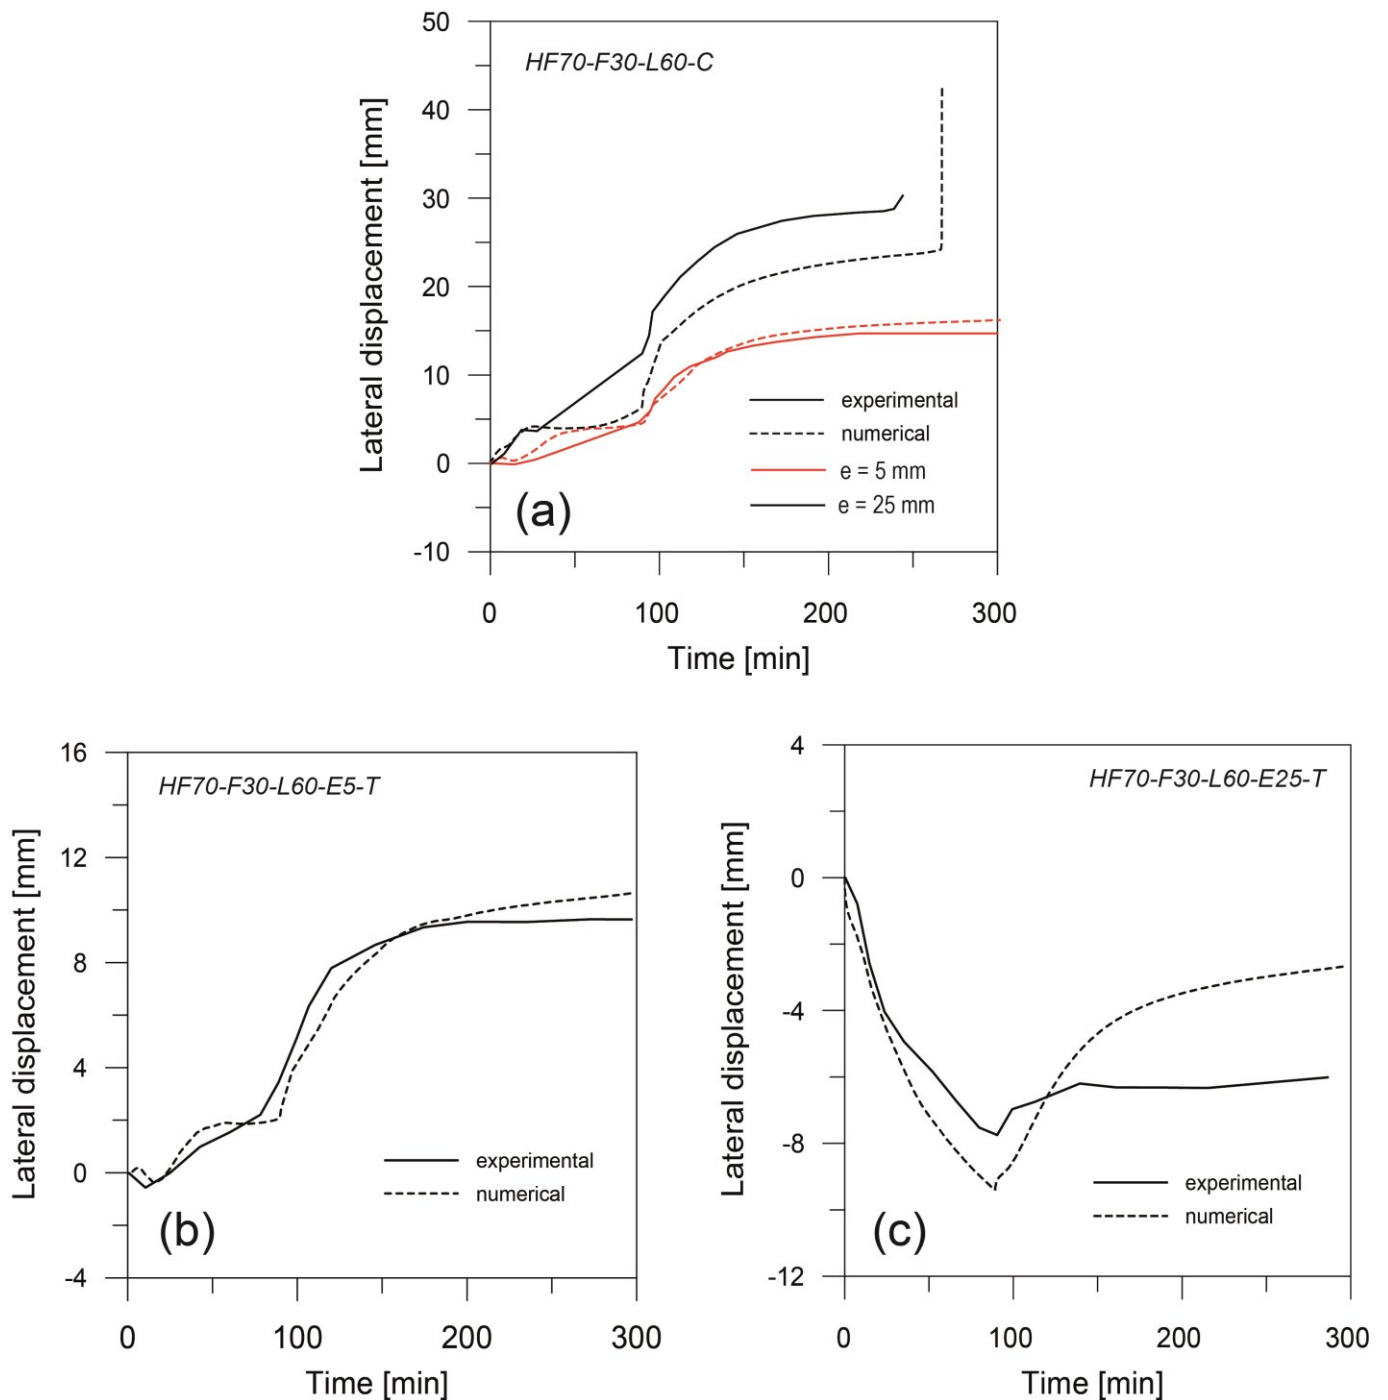 50
HF70-F30-L60-C
40
30
20
10
0
-10
Lateral displacement [mm]
experimental
numerical
e = 5 mm
e = 25 mm
(a)
0 100 200 300
Time [min]
16
HF70-F30-L60-E5-T
12
8
4
0
-4
Lateral displacement [mm]
experimental
numerical
(b)
0 100 200 300
Time [min]
4
HF70-F30-L60-E25-T
0
-4
-8
-12
Lateral displacement [mm]
experimental
numerical
(c)
0 100 200 300
Time [min]